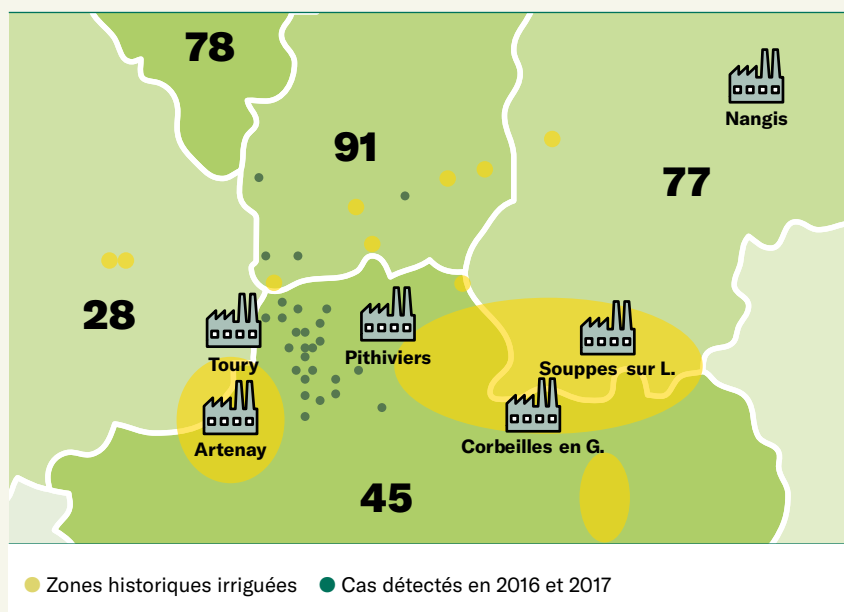 78
91
Nangis
77
28
Toury
Pithiviers
Souppes sur L.
Artenay
Corbeilles en G.
45
Zones historiques irriguées
Cas détectés en 2016 et 2017